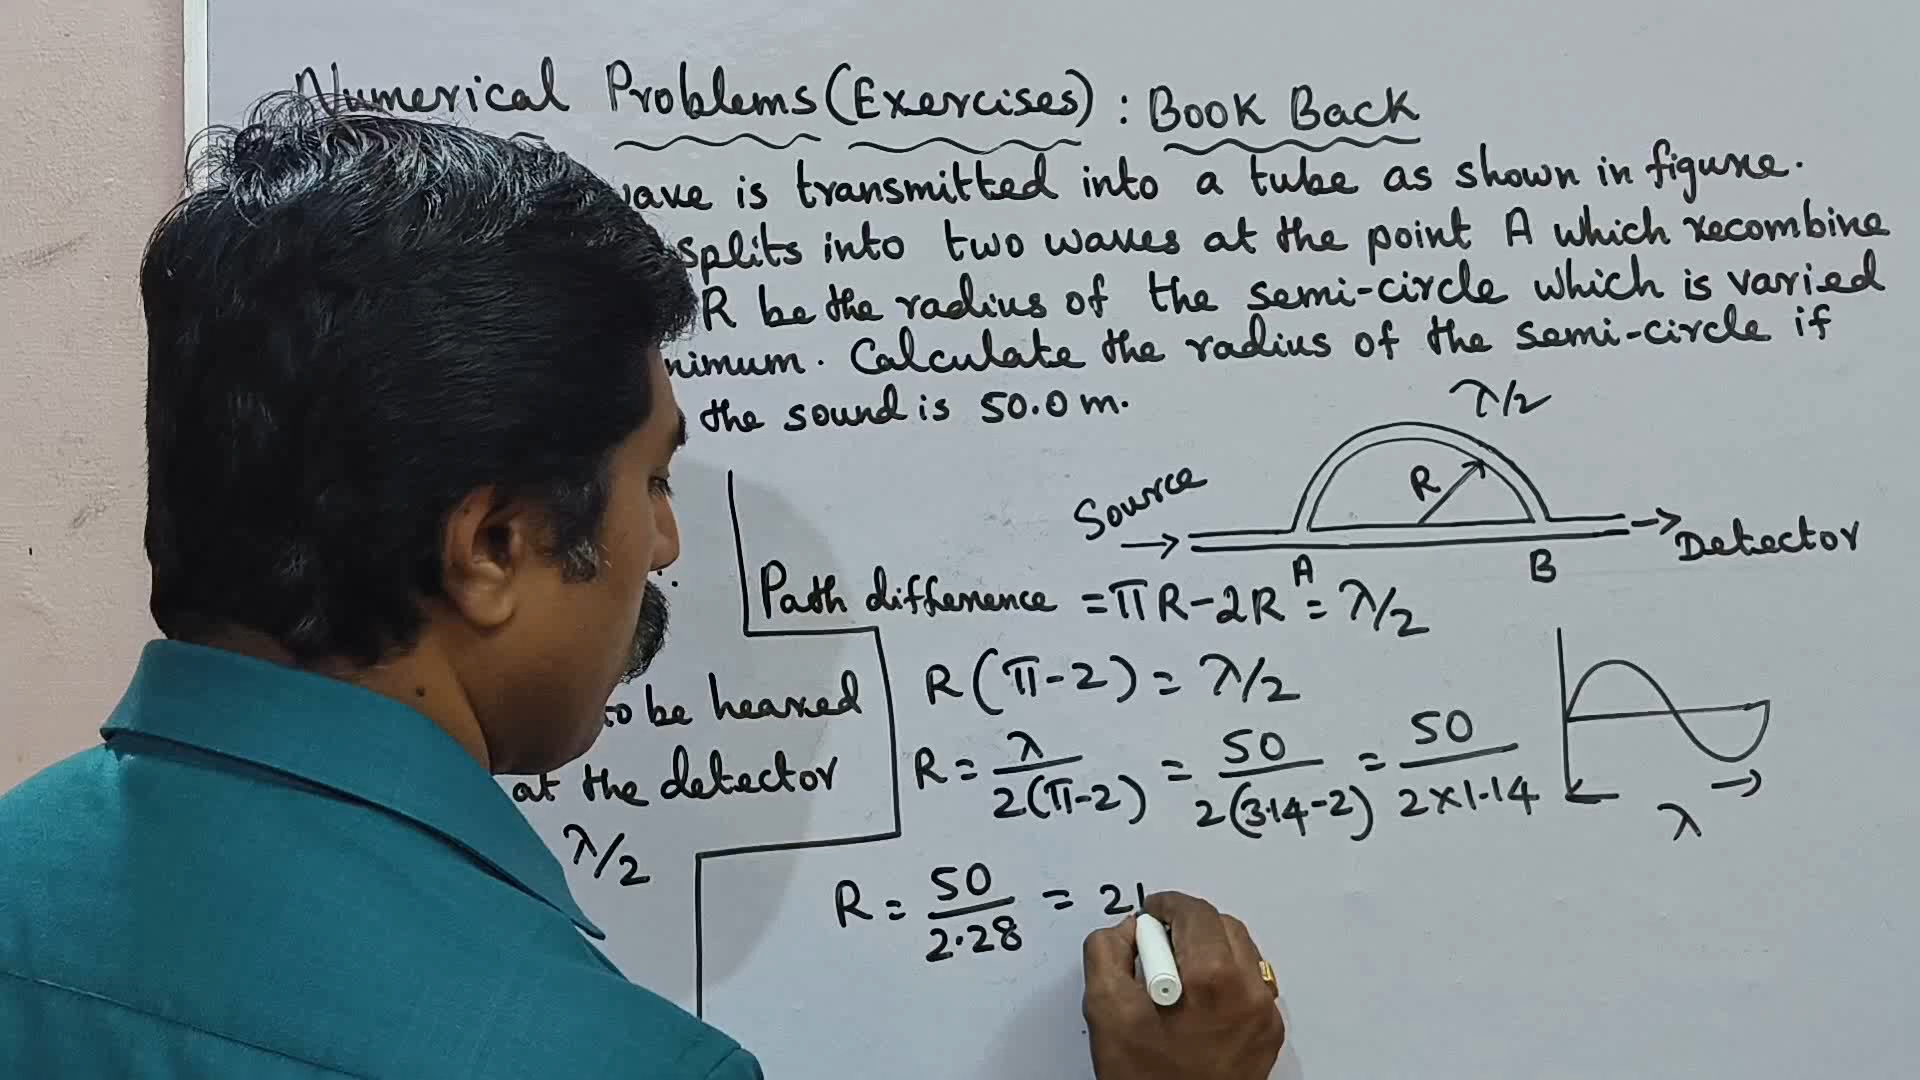 Numerical Problems (Exercises) : Book Back
wave is transmitted into a tube as shown in figure.
splits into two waves at the point A which recombine
R be the radius of the semi-circle which is varied
nimum. Calculate the radius of the semi-circle if
the sound is 50.0 m.
λ/2
R
Source
→
→ Detector
A
B
Path difference = πR-2R = λ/2
R(π-2) = λ/2
to be heared
R = λ/2(π-2) = 50/2(3.14-2) = 50/2×1.14
at the detector
λ/2
→
λ
R = 50/2.28 = 21